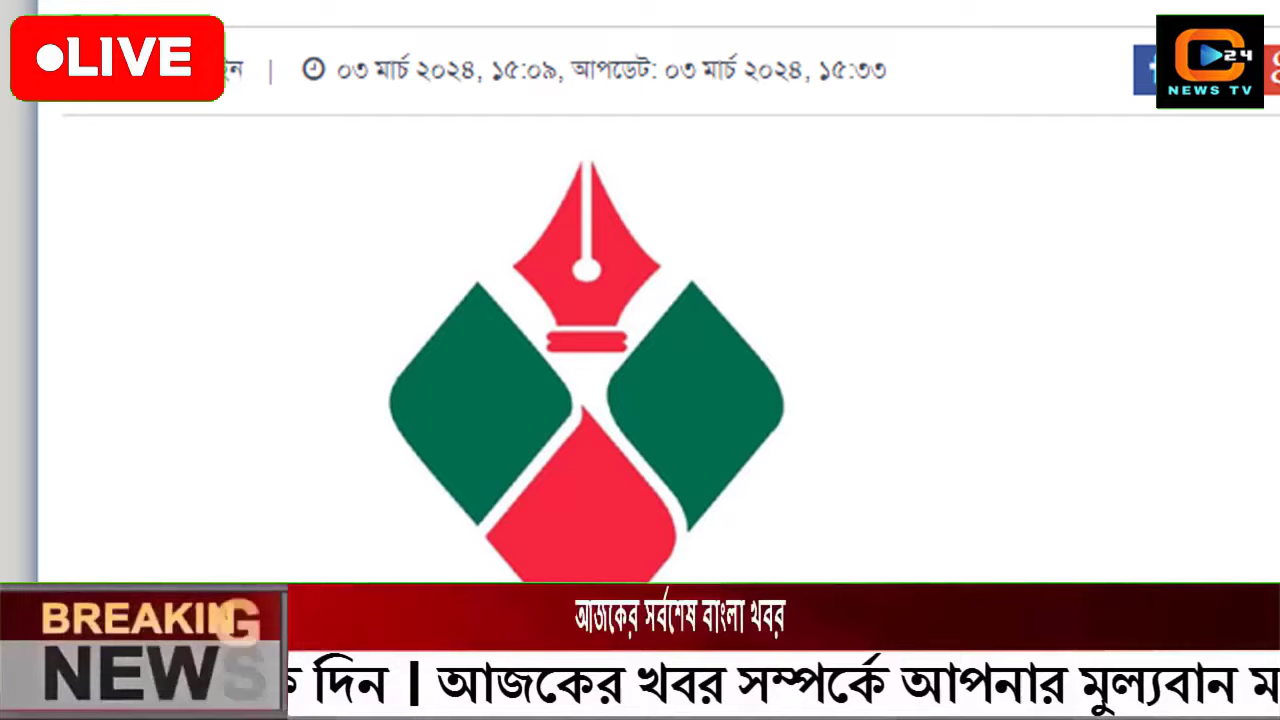 LIVE
০৩ মার্চ ২০২৪, ১৫:০৯, আপডেট: ০৩ মার্চ ২০২৪, ১৫:৩৩
24
NEWS TV
BREAKING
NEWS
আজকের সর্বশেষ বাংলা খবর
দিন | আজকের খবর সম্পর্কে আপনার মুল্যবান